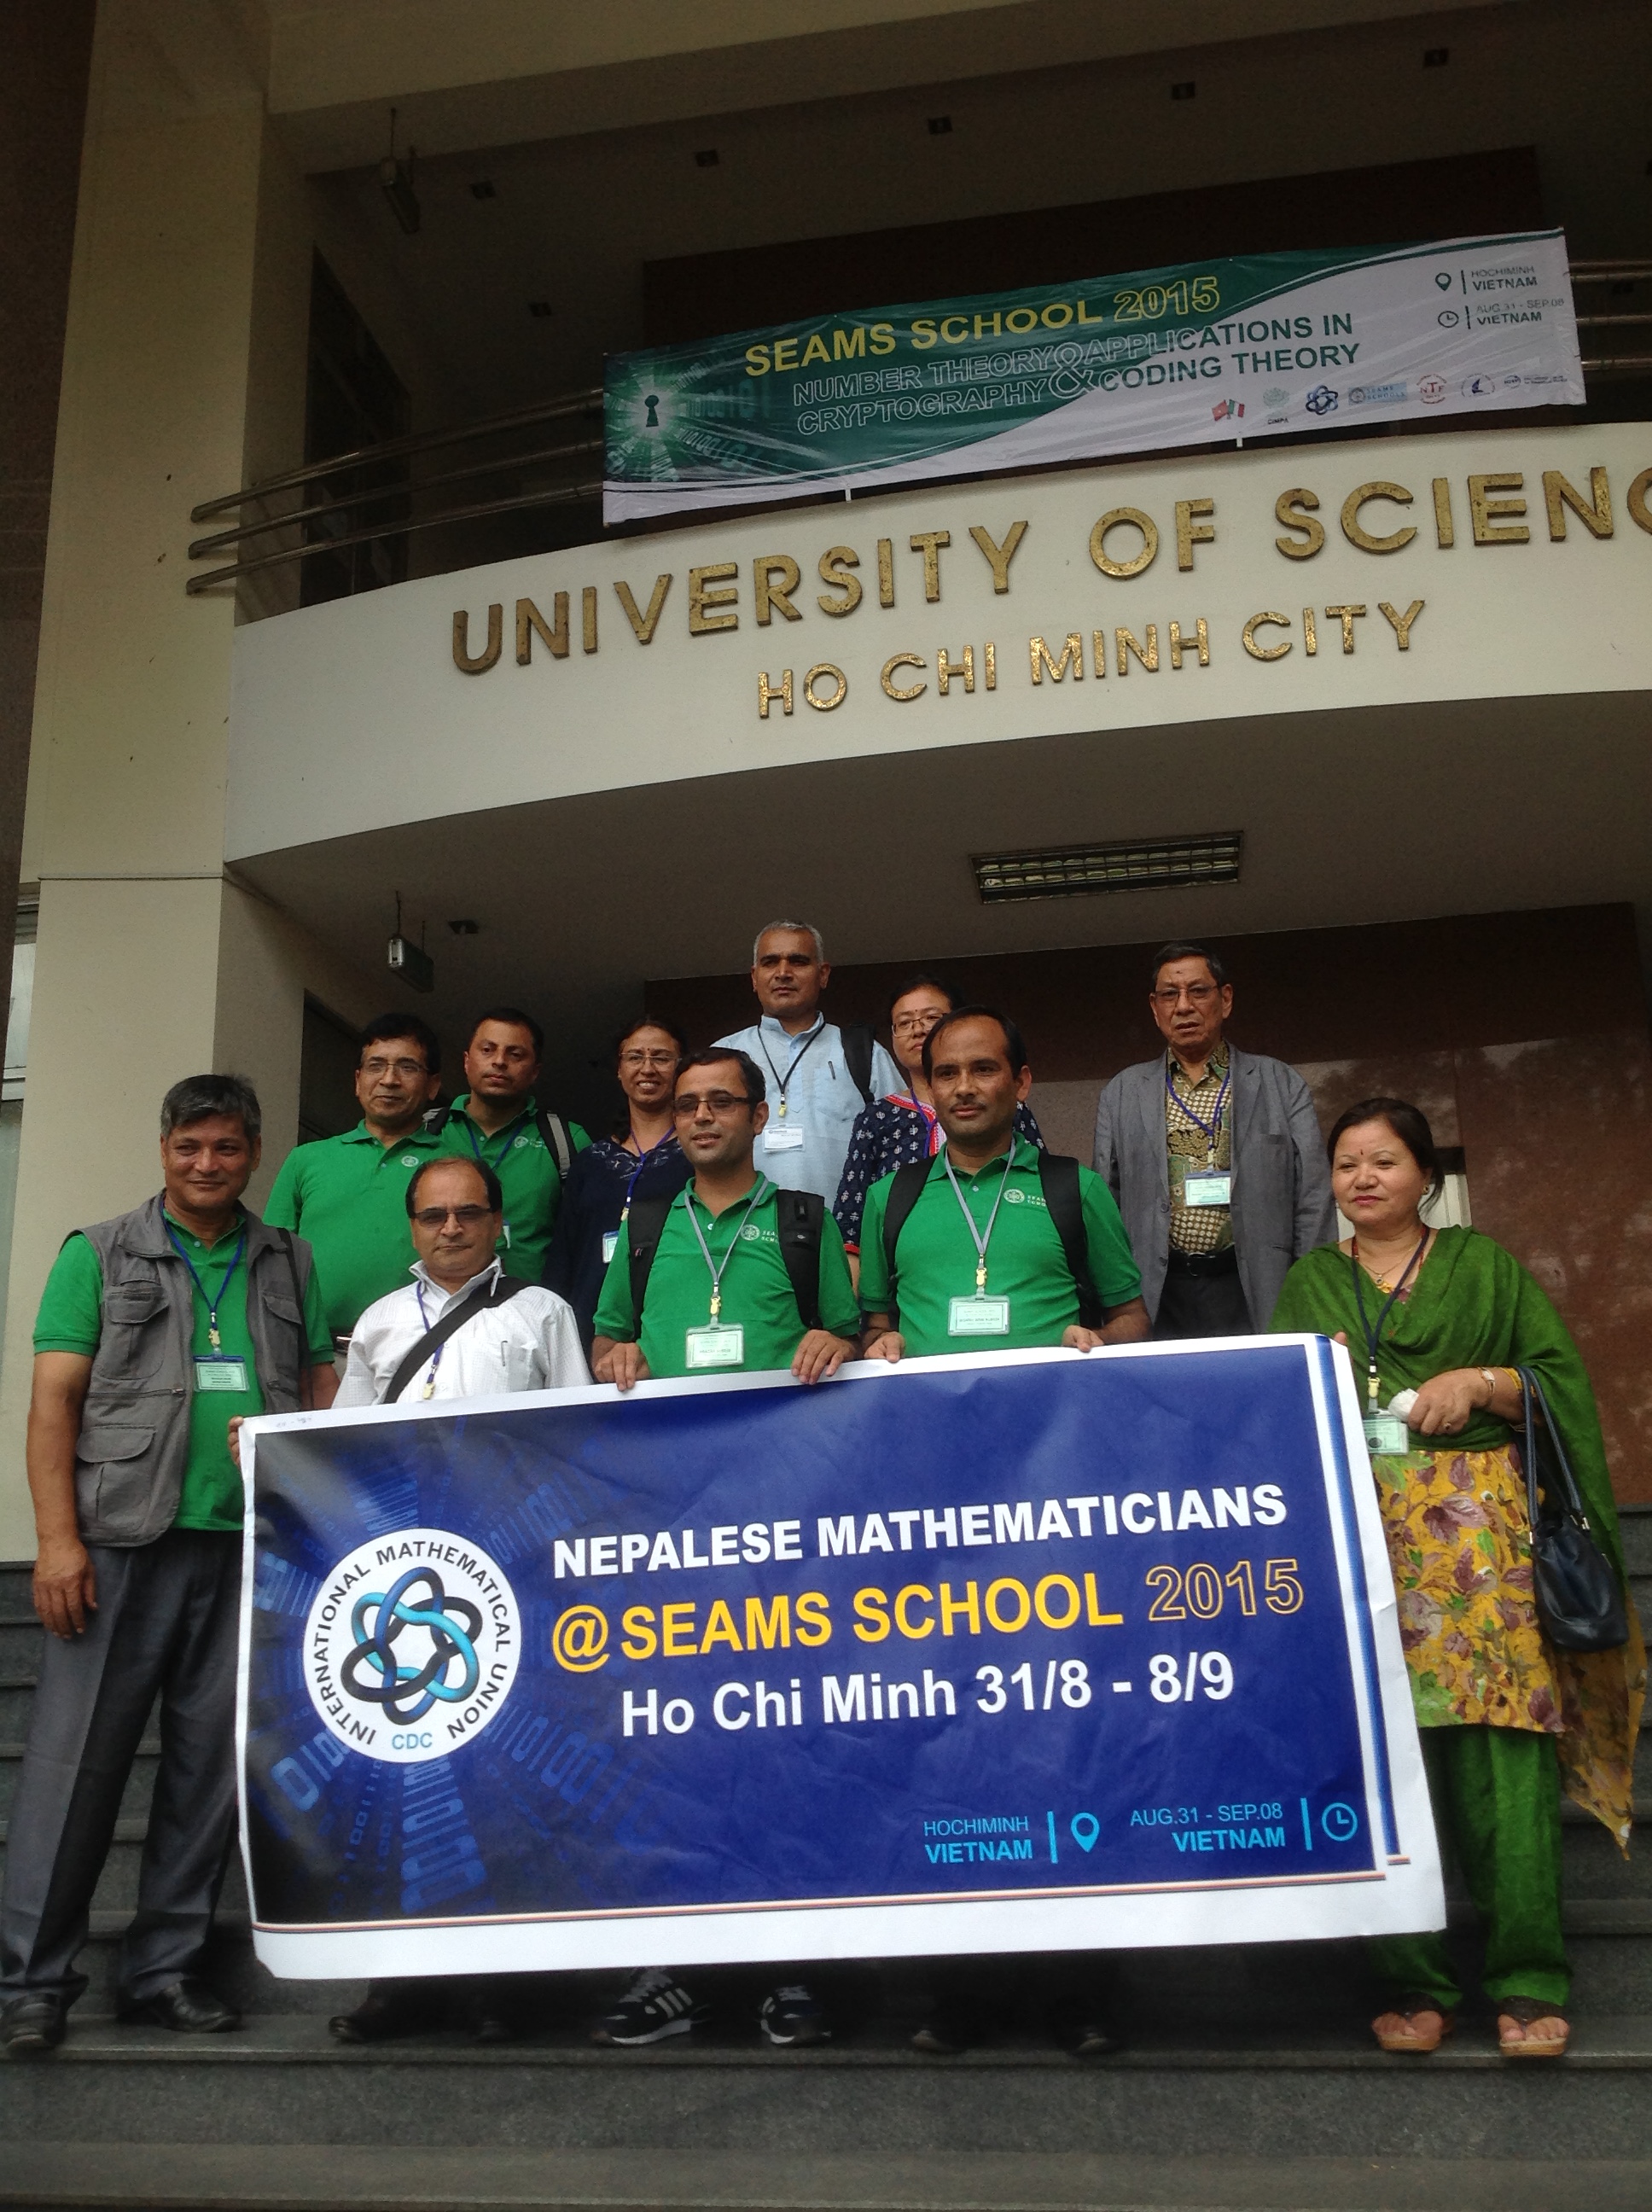 SEAMS SCHOOL 2015
NUMBER THEORY & APPLICATIONS IN
CRYPTOGRAPHY & CODING THEORY
HOCHIMINH
VIETNAM
AUG.31 - SEP.08
VIETNAM
CIMPA
UNIVERSITY OF SCIENC
HO CHI MINH CITY
NEPALESE MATHEMATICIANS
@ SEAMS SCHOOL 2015
Ho Chi Minh 31/8 - 8/9
INTERNATIONAL MATHEMATICAL UNION
CDC
HOCHIMINH
VIETNAM
AUG.31 - SEP.08
VIETNAM